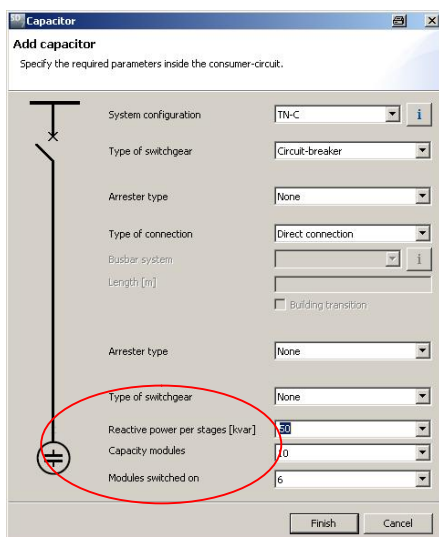 Capacitor
Add capacitor
Specify the required parameters inside the consumer-circuit.
System configuration TN-C i
Type of switchgear Circuit-breaker
Arrester type None
Type of connection Direct connection
Busbar system i
Length [m]
Building transition
Arrester type None
Type of switchgear None
Reactive power per stages [kvar] 50
Capacity modules 10
Modules switched on 6
Finish Cancel